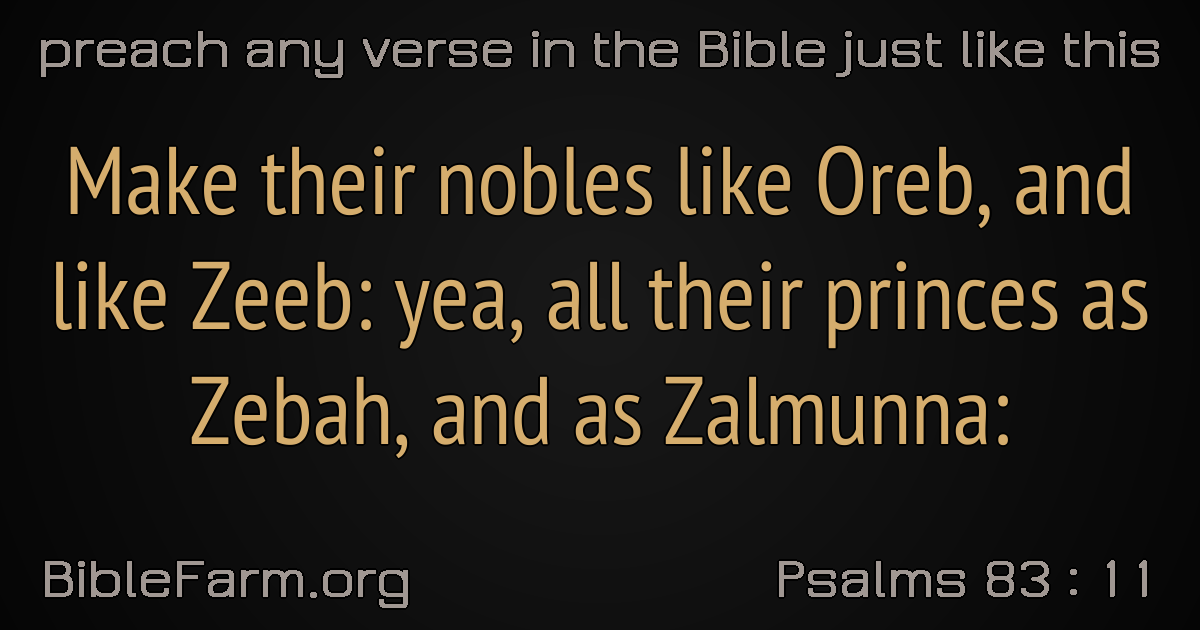 preach any verse in the Bible just like this
Make their nobles like Oreb, and
like Zeeb: yea, all their princes as
Zebah, and as Zalmunna:
BibleFarm.org
Psalms 83 : 11